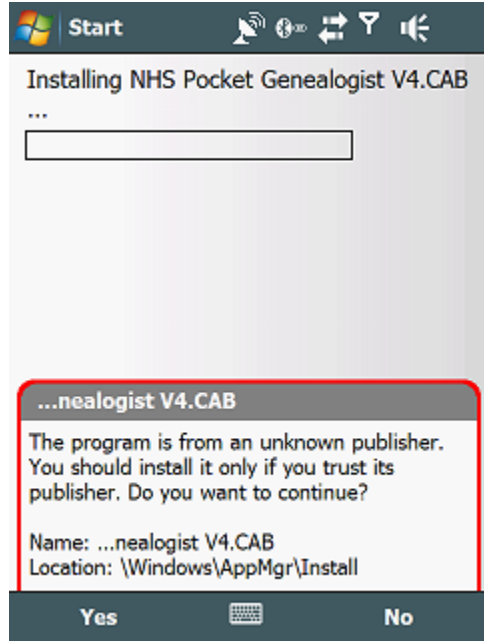 Start
Installing NHS Pocket Genealogist V4.CAB
...
...nealogist V4.CAB
The program is from an unknown publisher.
You should install it only if you trust its
publisher. Do you want to continue?
Name: ...nealogist V4.CAB
Location: \Windows\AppMgr\Install
Yes
No